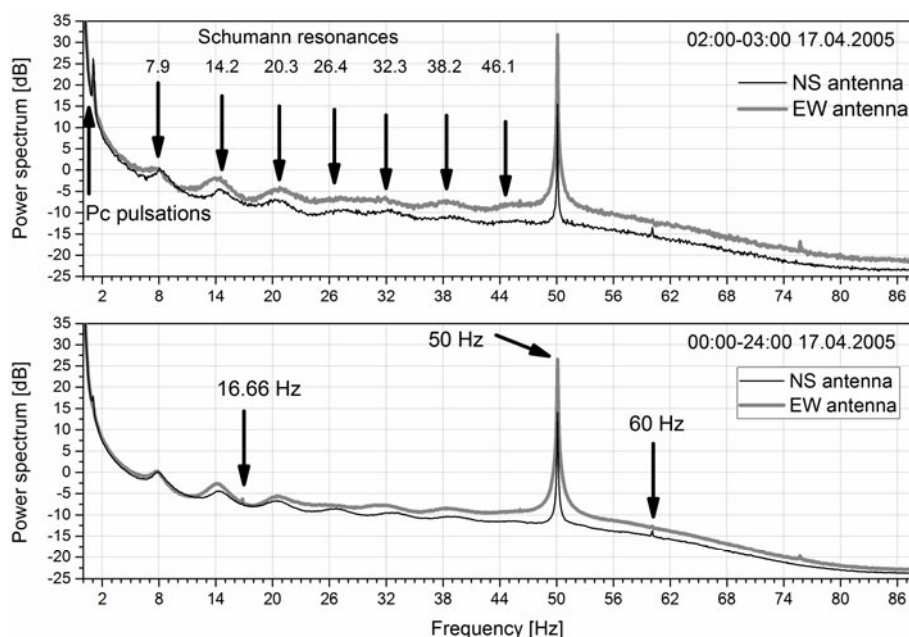 35
30
25
20
15
10
5
0
-5
-10
-15
-20
-25
Power spectrum [dB]
Schumann resonances
7.9 14.2 20.3 26.4 32.3 38.2 46.1
02:00-03:00 17.04.2005
NS antenna
EW antenna
Pc pulsations
2 8 14 20 26 32 38 44 50 56 62 68 74 80 86
35
30
25
20
15
10
5
0
-5
-10
-15
-20
-25
Power spectrum [dB]
50 Hz
00:00-24:00 17.04.2005
NS antenna
EW antenna
16.66 Hz
60 Hz
2 8 14 20 26 32 38 44 50 56 62 68 74 80 86
Frequency [Hz]